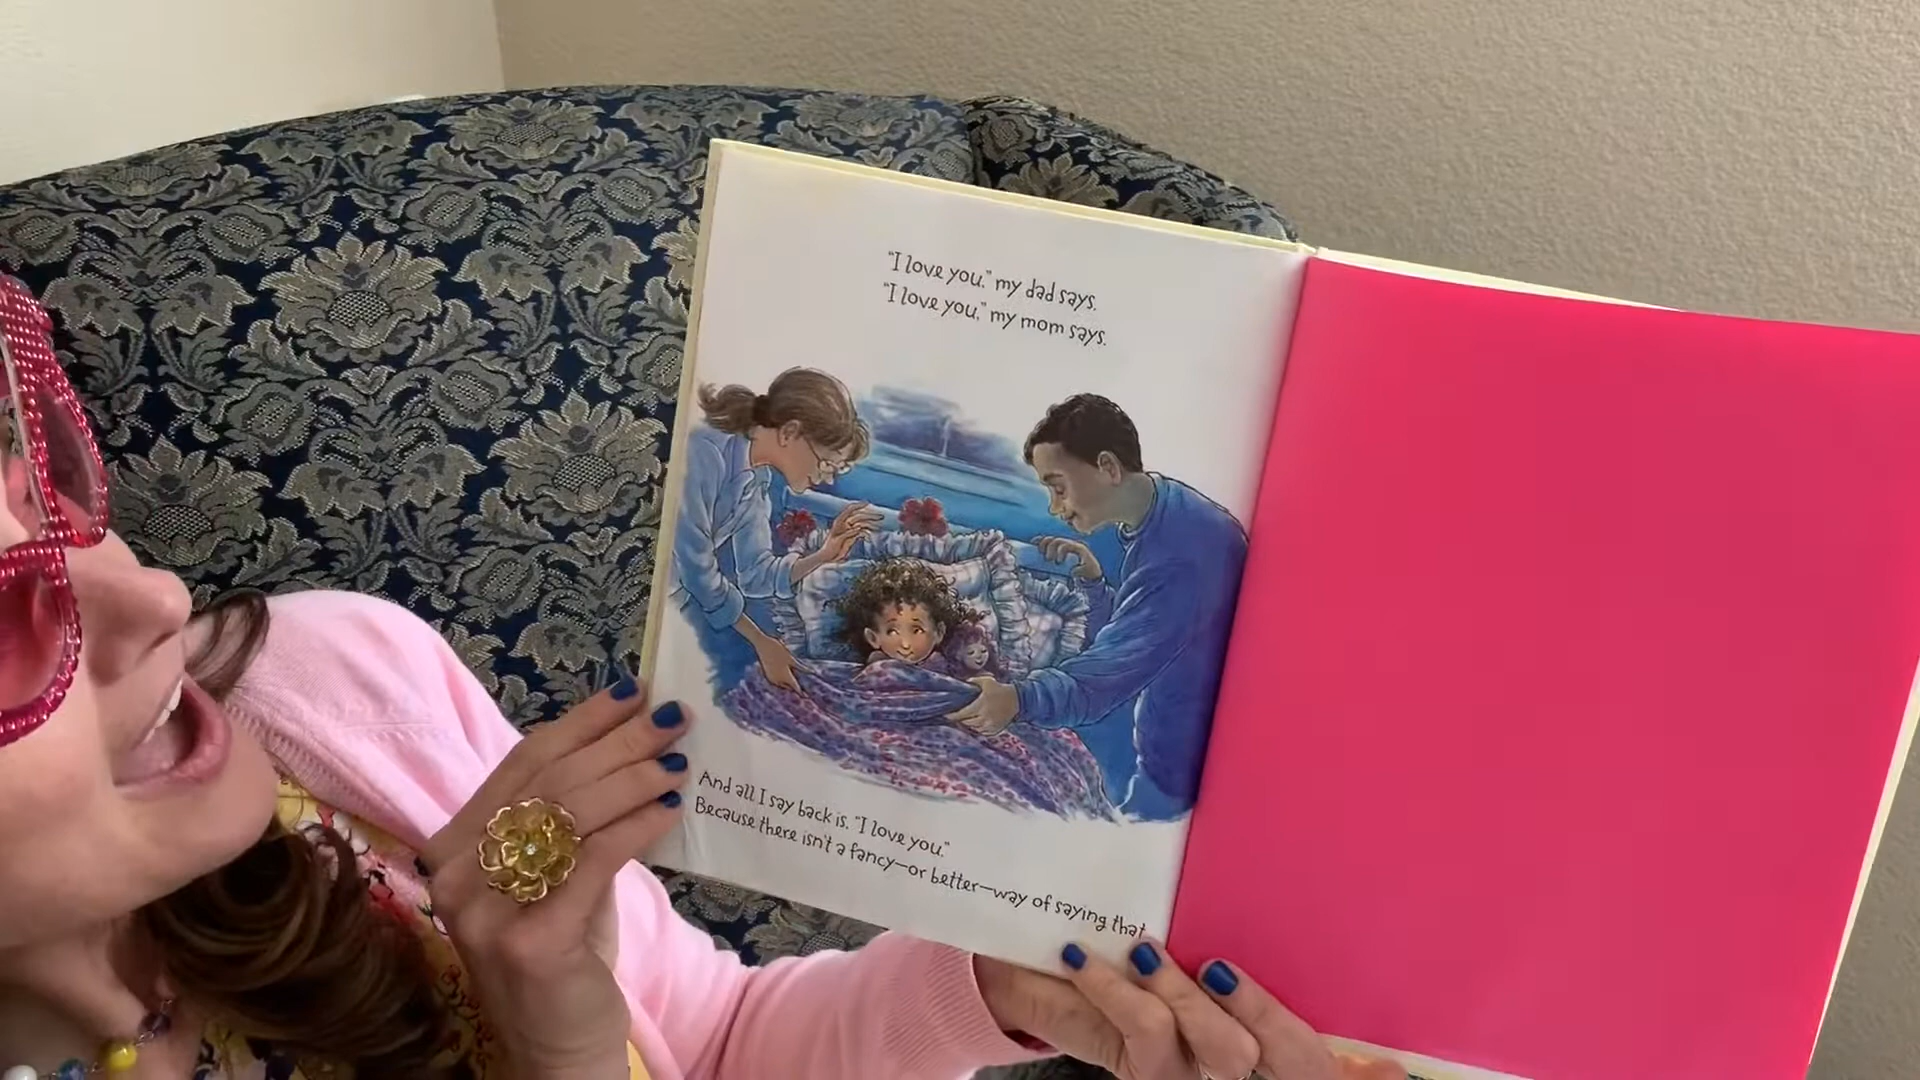 "I love you," my dad says.
"I love you," my mom says.
And all I say back is, "I love you."
Because there isn't a fancy—or better—way of saying that